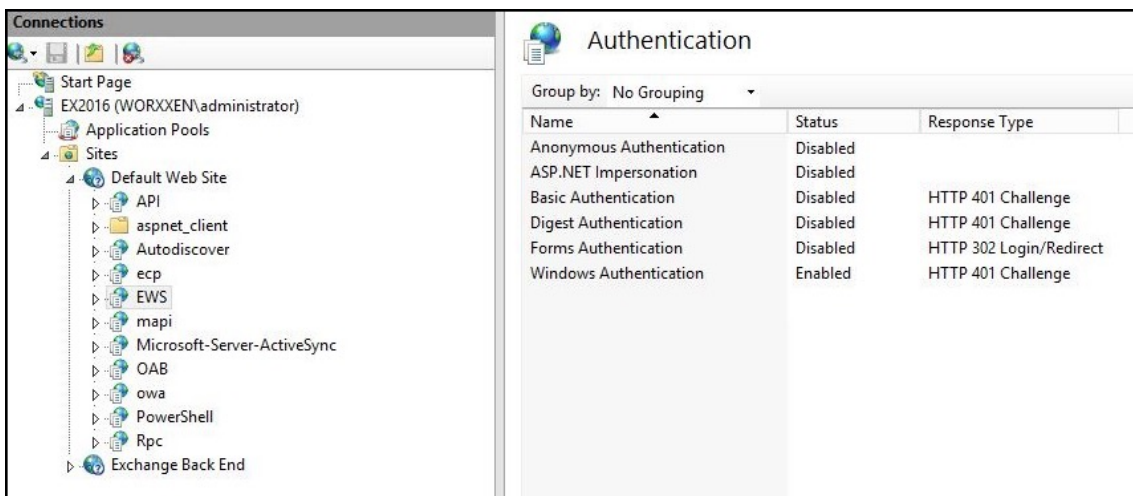 Connections
Start Page
EX2016 (WORXXEN\administrator)
Application Pools
Sites
Default Web Site
API
aspnet_client
Autodiscover
ecp
EWS
mapi
Microsoft-Server-ActiveSync
OAB
owa
PowerShell
Rpc
Exchange Back End
Authentication
Group by: No Grouping
Name Status Response Type
Anonymous Authentication Disabled
ASP.NET Impersonation Disabled
Basic Authentication Disabled HTTP 401 Challenge
Digest Authentication Disabled HTTP 401 Challenge
Forms Authentication Disabled HTTP 302 Login/Redirect
Windows Authentication Enabled HTTP 401 Challenge